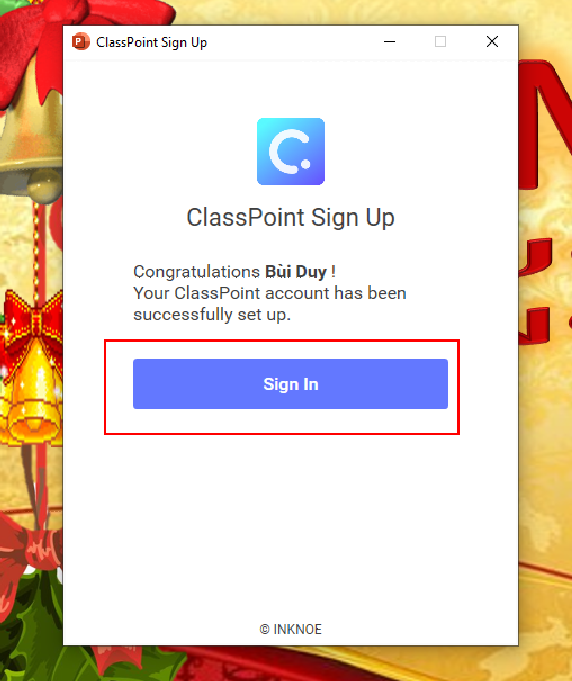 ClassPoint Sign Up
ClassPoint Sign Up
Congratulations Bùi Duy !
Your ClassPoint account has been
successfully set up.
Sign In
© INKNOE